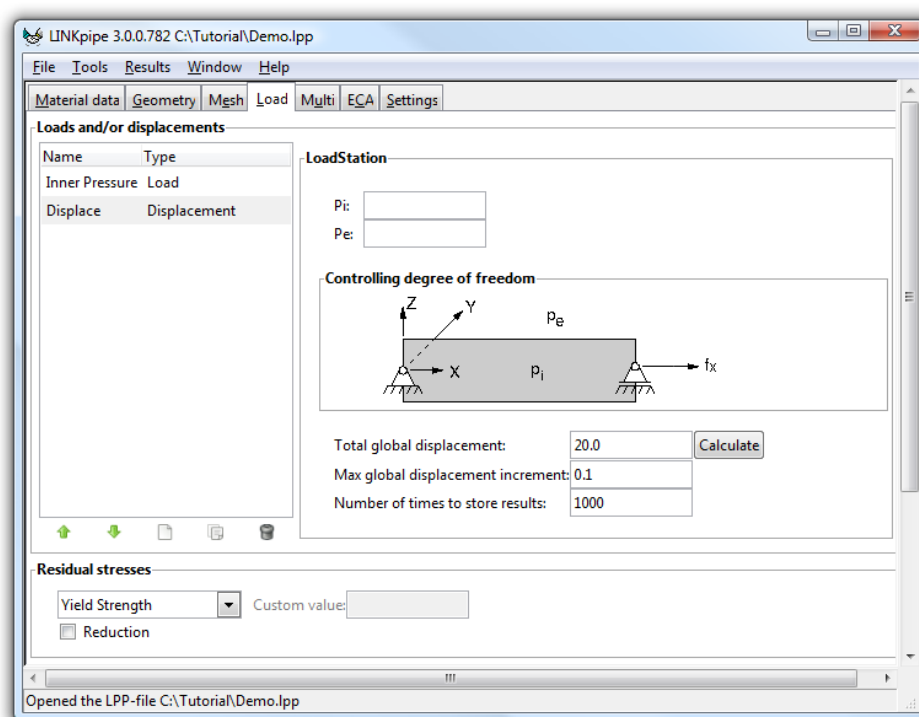 LINKpipe 3.0.0.782 C:\Tutorial\Demo.lpp
File Tools Results Window Help
Material data Geometry Mesh Load Multi ECA Settings
Loads and/or displacements
Name Type
Inner Pressure Load
Displace Displacement
LoadStation
Pi:
Pe:
Controlling degree of freedom
Z Y pe
X pi fx
Total global displacement: 20.0 Calculate
Max global displacement increment: 0.1
Number of times to store results: 1000
Residual stresses
Yield Strength Custom value:
Reduction
Opened the LPP-file C:\Tutorial\Demo.lpp